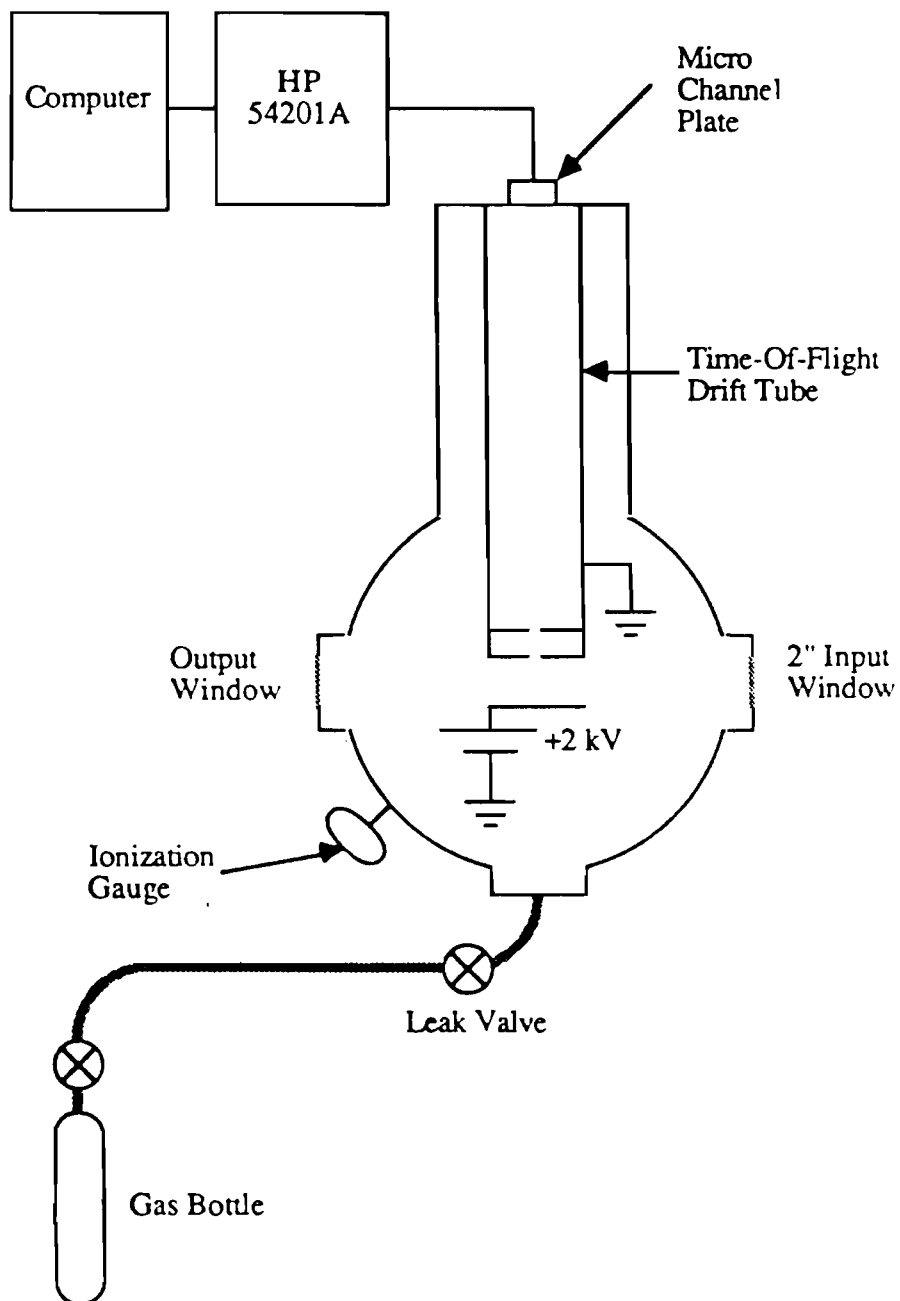 Computer
HP
54201A
Micro
Channel
Plate
Time-Of-Flight
Drift Tube
Output
Window
2" Input
Window
+2 kV
Ionization
Gauge
Leak Valve
Gas Bottle